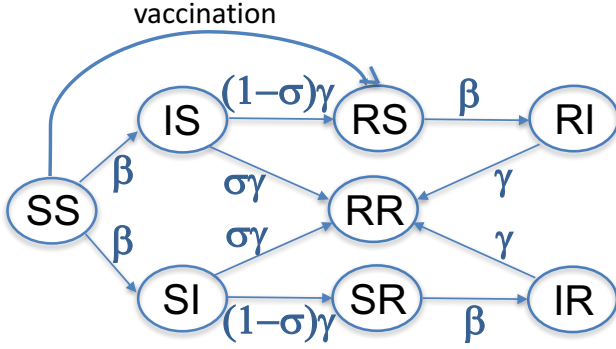 vaccination
(1−σ)γ
β
IS
RS
RI
β
σγ
γ
SS
RR
β
σγ
γ
SI
SR
IR
(1−σ)γ
β